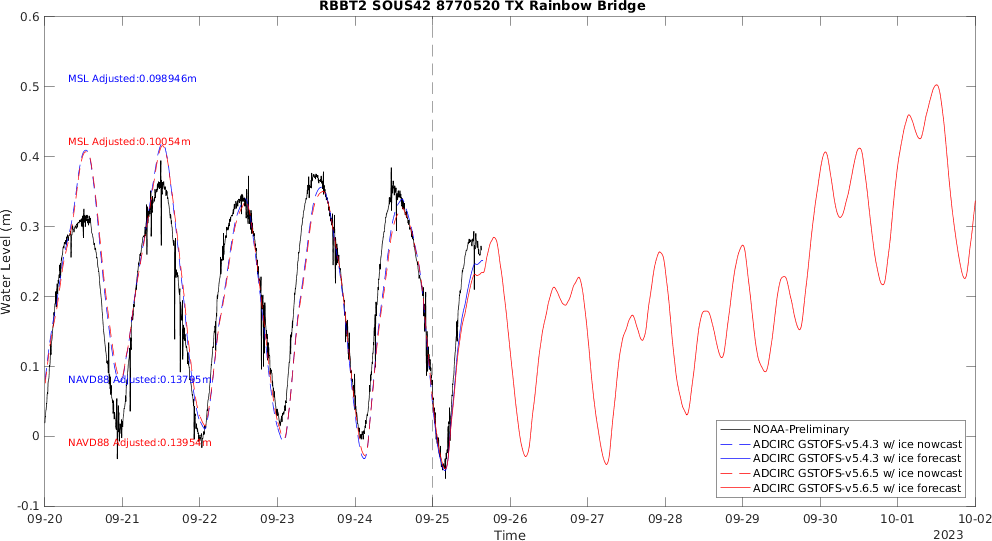 RBBT2 SOUS42 8770520 TX Rainbow Bridge
0.6
0.5
0.4
0.3
0.2
0.1
0
-0.1
Water Level (m)
MSL Adjusted:0.098946m
MSL Adjusted:0.10054m
NAVD88 Adjusted:0.13795m
NAVD88 Adjusted:0.13954m
NOAA-Preliminary
ADCIRC GSTOFS-v5.4.3 w/ ice nowcast
ADCIRC GSTOFS-v5.4.3 w/ ice forecast
ADCIRC GSTOFS-v5.6.5 w/ ice nowcast
ADCIRC GSTOFS-v5.6.5 w/ ice forecast
09-20 09-21 09-22 09-23 09-24 09-25 09-26 09-27 09-28 09-29 09-30 10-01 10-02
Time
2023